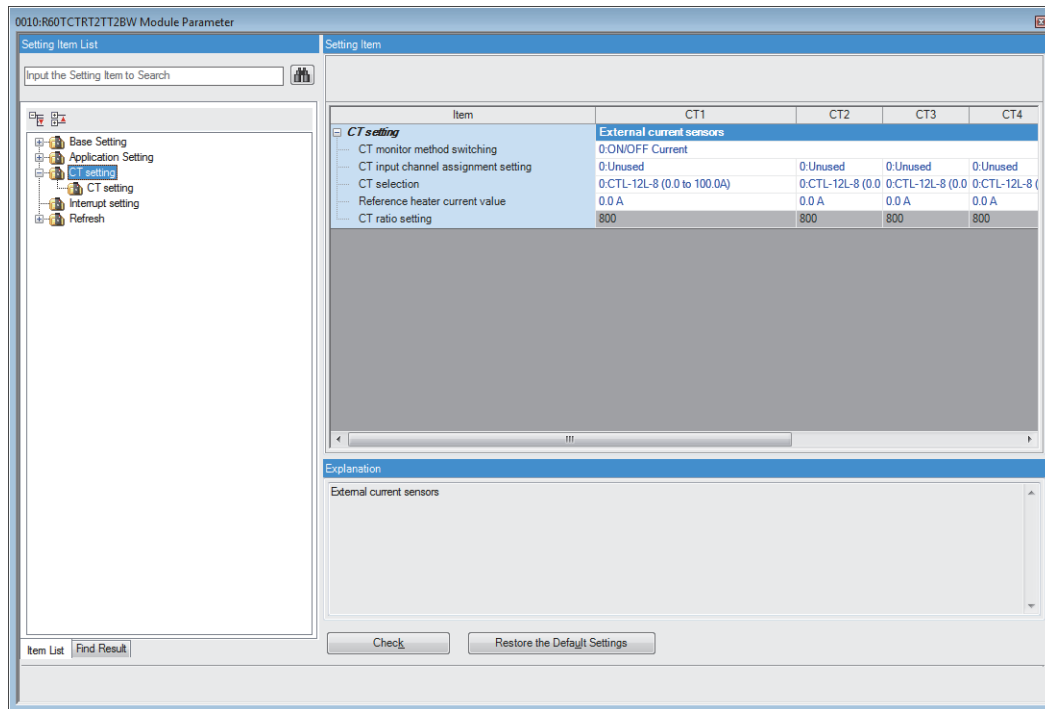 0010:R60TCTRT2TT2BW Module Parameter
Setting Item List
Input the Setting Item to Search
Base Setting
Application Setting
CT setting
CT setting
Interrupt setting
Refresh
Item List
Find Result
Setting Item
Item CT1 CT2 CT3 CT4
CT setting External current sensors
CT monitor method switching 0:ON/OFF Current
CT input channel assignment setting 0:Unused 0:Unused 0:Unused 0:Unused
CT selection 0:CTL-12L-8 (0.0 to 100.0A) 0:CTL-12L-8 (0.0 0:CTL-12L-8 (0.0 0:CTL-12L-8 (
Reference heater current value 0.0 A 0.0 A 0.0 A 0.0 A
CT ratio setting 800 800 800 800
Explanation
External current sensors
Check
Restore the Default Settings